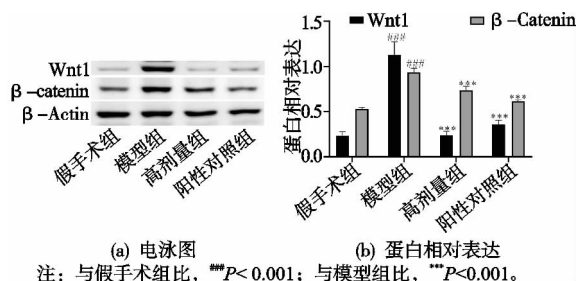 Wnt1
β-catenin
β-Actin
假手术组
模型组
高剂量组
阳性对照组
(a) 电泳图
Wnt1
β-Catenin
蛋白相对表达
1.5
1.0
0.5
0.0
###
###
***
***
***
***
假手术组
模型组
高剂量组
阳性对照组
(b) 蛋白相对表达
注：与假手术组比，###P<0.001；与模型组比，***P<0.001。